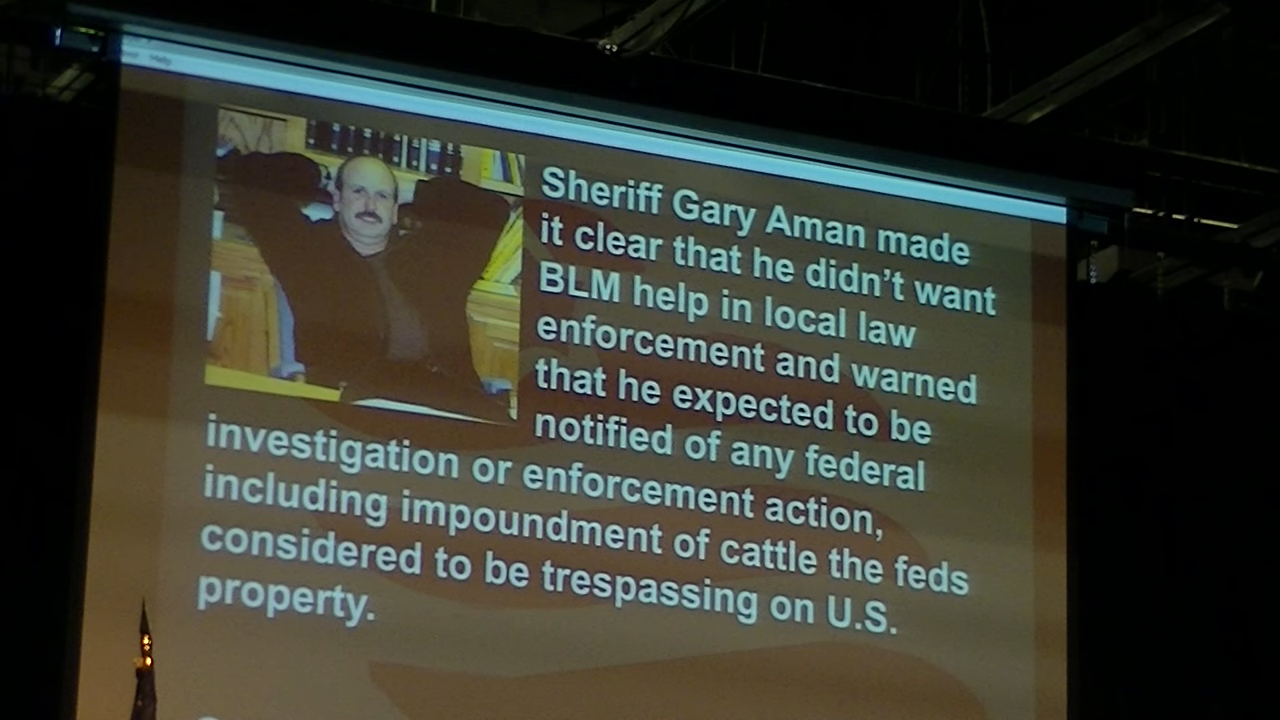 Help
Sheriff Gary Aman made
it clear that he didn't want
BLM help in local law
enforcement and warned
that he expected to be
notified of any federal
investigation or enforcement action,
including impoundment of cattle the feds
considered to be trespassing on U.S.
property.